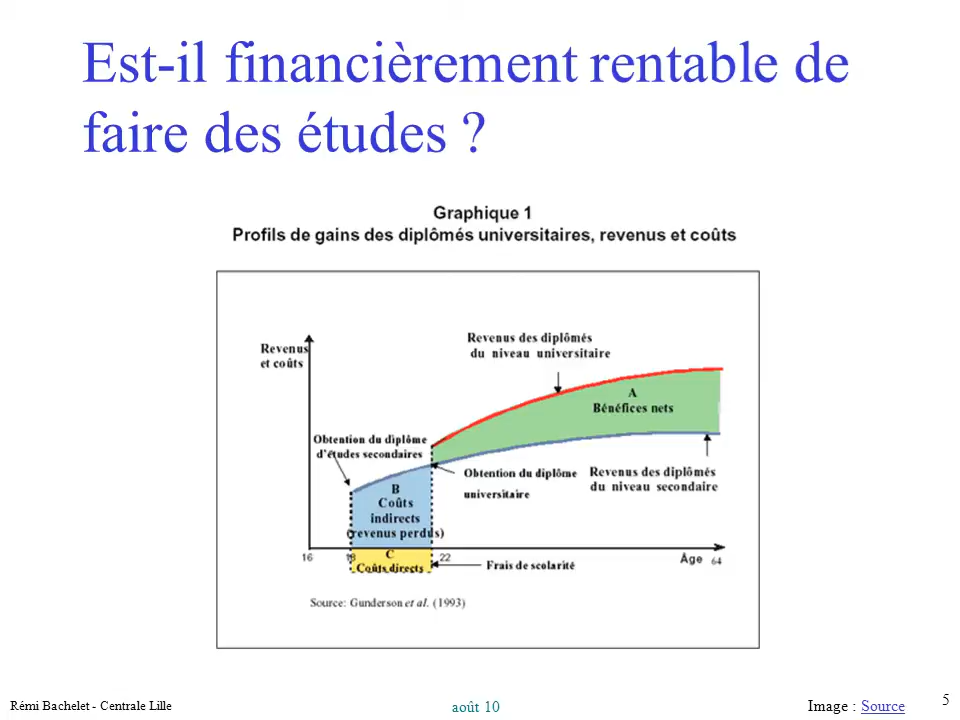 Est-il financièrement rentable de
faire des études ?
Graphique 1
Profils de gains des diplômés universitaires, revenus et coûts
Revenus
et coûts
Revenus des diplômés
du niveau universitaire
A
Bénéfices nets
Obtention du diplôme
d'études secondaires
B
Coûts
indirects
(revenus perdus)
Obtention du diplôme
universitaire
Revenus des diplômés
du niveau secondaire
16
18
C
22
Âge 64
Coûts directs
Frais de scolarité
Source: Gunderson et al. (1993)
Rémi Bachelet - Centrale Lille
août 10
Image : Source
5